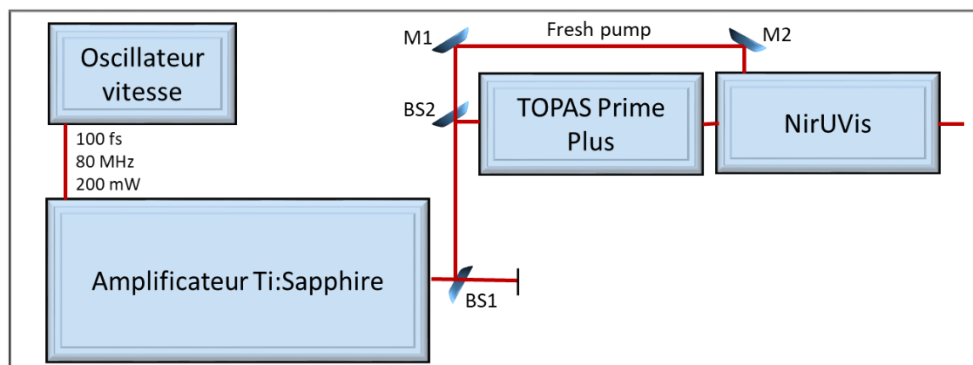 Oscillateur
vitesse
100 fs
80 MHz
200 mW
Amplificateur Ti:Sapphire
M1
Fresh pump
M2
BS2
TOPAS Prime
Plus
NirUVis
BS1